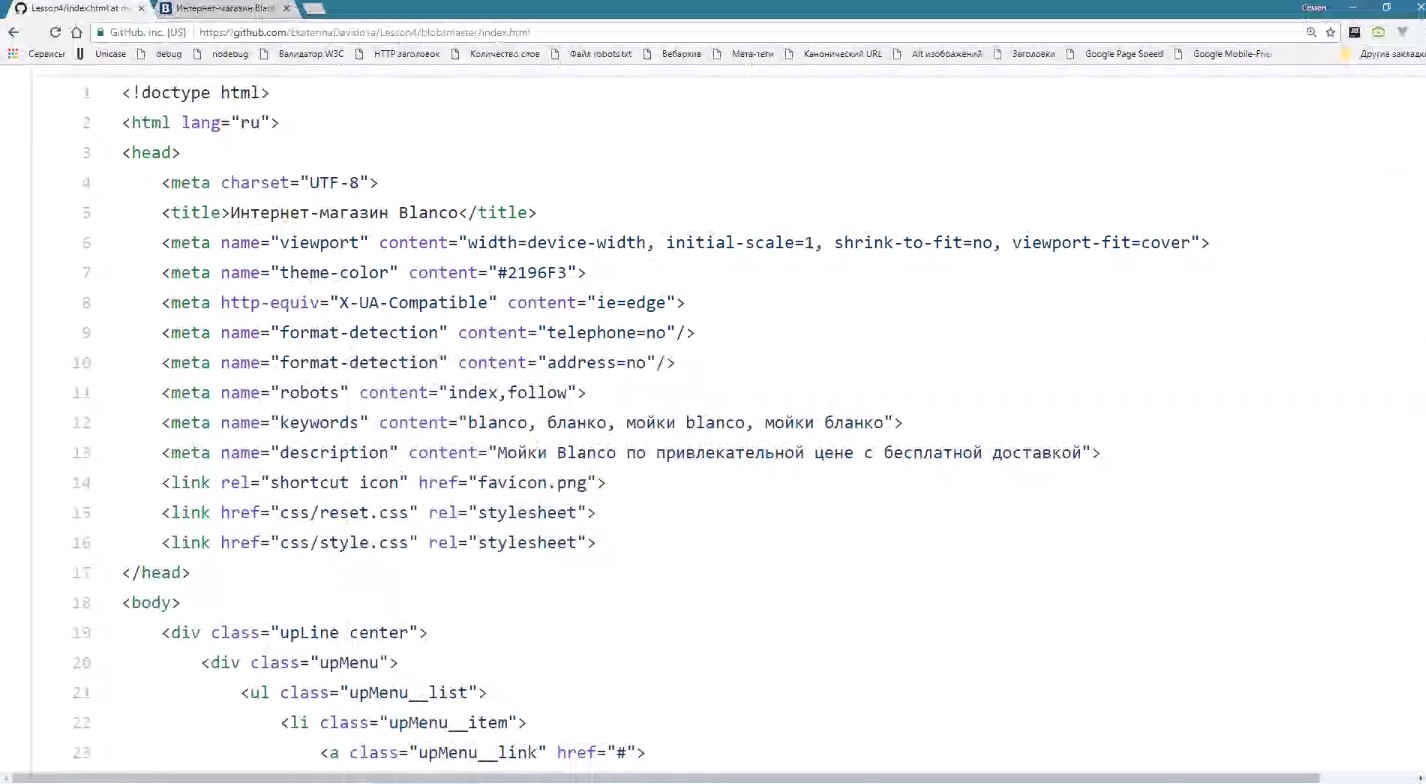 Lesson4/index.html at m
Интернет-магазин Blan
Семен
GitHub, Inc. [US] https://github.com/EkaterinaDavidova/Lesson4/blob/master/index.html
Сервисы Unicase debug nodebug Валидатор W3C HTTP заголовок Количество слов Файл robots.txt Вебархив Мета-теги Канонический URL Alt изображений Заголовки Google Page Speed Google Mobile-Frie Другие закладки
1 <!doctype html>
2 <html lang="ru">
3 <head>
4 <meta charset="UTF-8">
5 <title>Интернет-магазин Blanco</title>
6 <meta name="viewport" content="width=device-width, initial-scale=1, shrink-to-fit=no, viewport-fit=cover">
7 <meta name="theme-color" content="#2196F3">
8 <meta http-equiv="X-UA-Compatible" content="ie=edge">
9 <meta name="format-detection" content="telephone=no"/>
10 <meta name="format-detection" content="address=no"/>
11 <meta name="robots" content="index,follow">
12 <meta name="keywords" content="blanco, бланко, мойки blanco, мойки бланко">
13 <meta name="description" content="Мойки Blanco по привлекательной цене с бесплатной доставкой">
14 <link rel="shortcut icon" href="favicon.png">
15 <link href="css/reset.css" rel="stylesheet">
16 <link href="css/style.css" rel="stylesheet">
17 </head>
18 <body>
19 <div class="upLine center">
20 <div class="upMenu">
21 <ul class="upMenu__list">
22 <li class="upMenu__item">
23 <a class="upMenu__link" href="#">